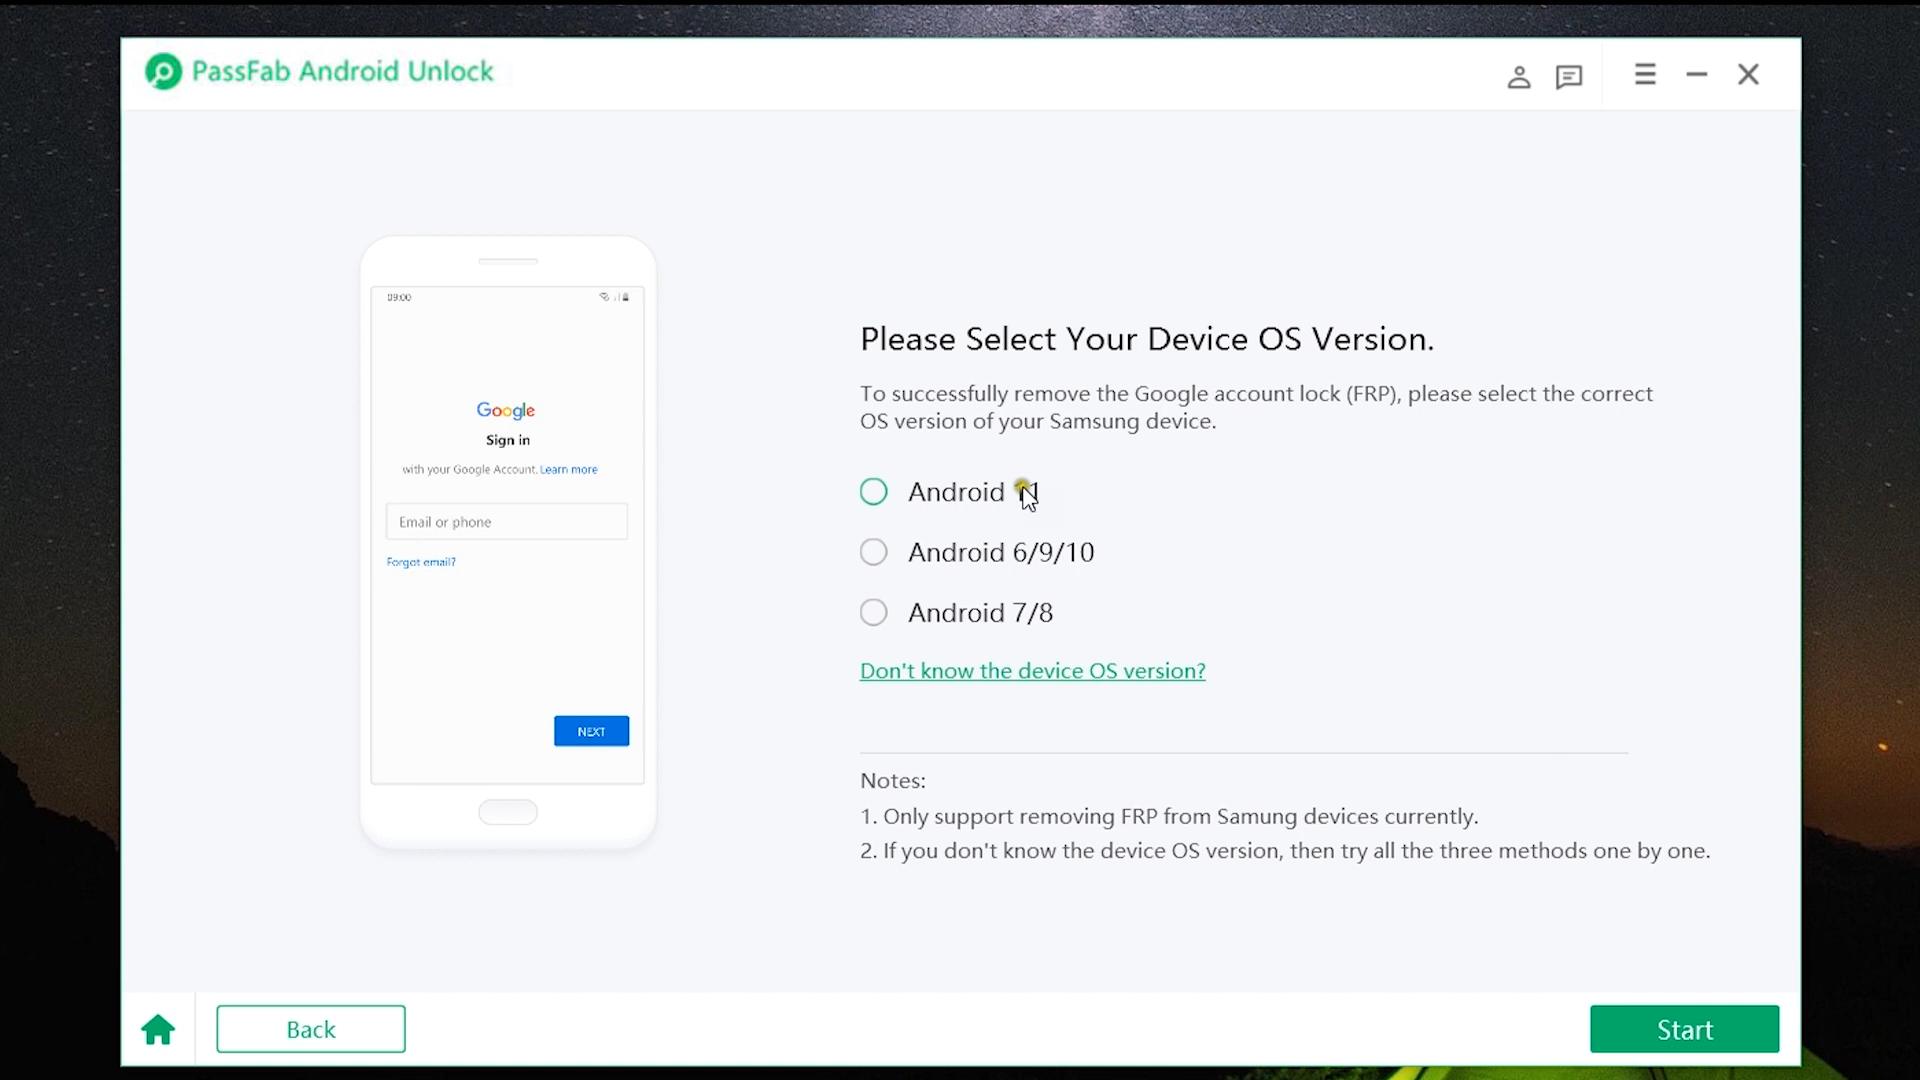 PassFab Android Unlock
09:00
Google
Sign in
with your Google Account. Learn more
Email or phone
Forgot email?
NEXT
Please Select Your Device OS Version.
To successfully remove the Google account lock (FRP), please select the correct
OS version of your Samsung device.
Android 11
Android 6/9/10
Android 7/8
Don't know the device OS version?
Notes:
1. Only support removing FRP from Samung devices currently.
2. If you don't know the device OS version, then try all the three methods one by one.
Back
Start